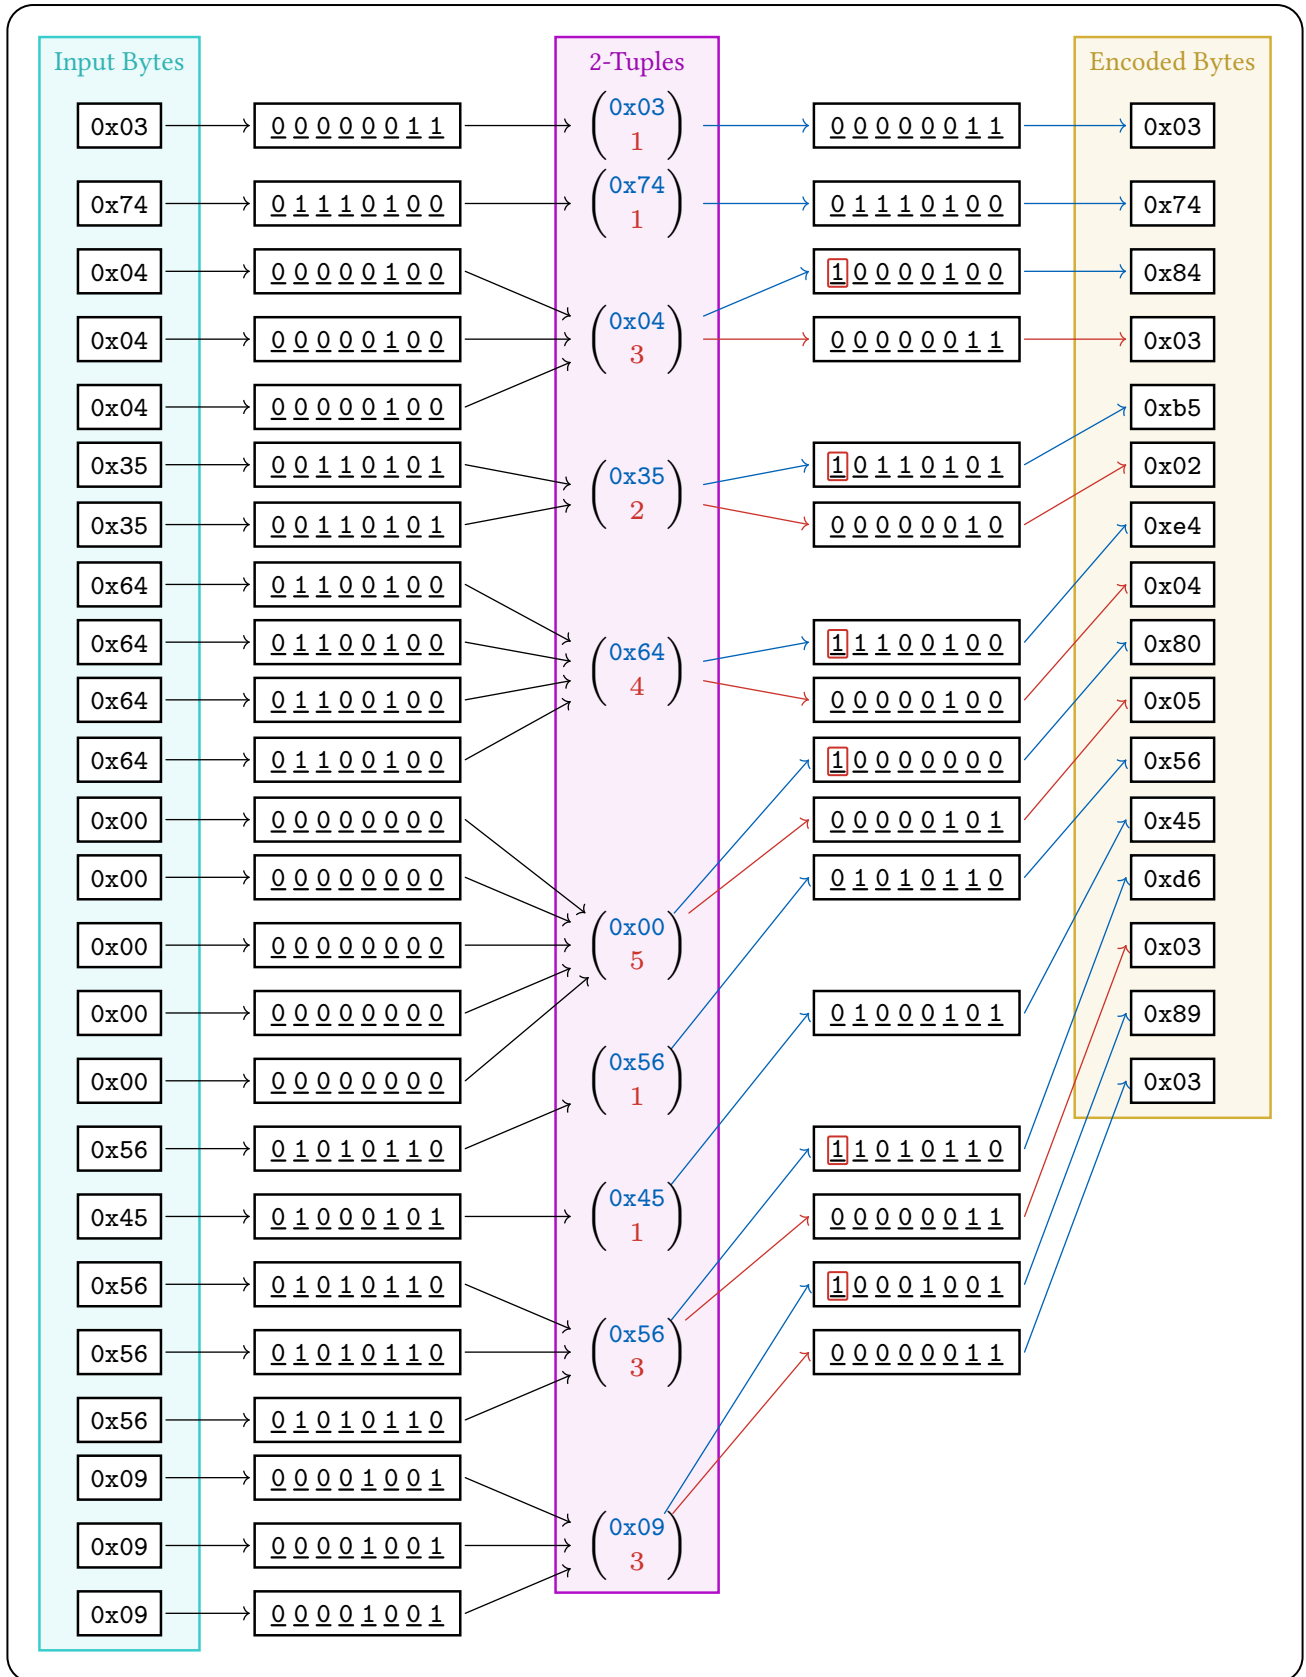 Input Bytes 2-Tuples Encoded Bytes
0x03 0 0 0 0 0 0 1 1 0x03 0 0 0 0 0 0 1 1 0x03
1
0x74 0 1 1 1 0 1 0 0 0x74 0 1 1 1 0 1 0 0 0x74
1
0x04 0 0 0 0 0 1 0 0 1 0 0 0 0 1 0 0 0x84
0x04 0 0 0 0 0 1 0 0 0x04 0 0 0 0 0 0 1 1 0x03
3
0x04 0 0 0 0 0 1 0 0 0xb5
0x35 0 0 1 1 0 1 0 1 0x35 1 0 1 1 0 1 0 1 0x02
2
0x35 0 0 1 1 0 1 0 1 0 0 0 0 0 0 1 0 0xe4
0x64 0 1 1 0 0 1 0 0 0x04
0x64 0 1 1 0 0 1 0 0 0x64 1 1 1 0 0 1 0 0 0x80
4
0x64 0 1 1 0 0 1 0 0 0 0 0 0 0 1 0 0 0x05
0x64 0 1 1 0 0 1 0 0 1 0 0 0 0 0 0 0 0x56
0x00 0 0 0 0 0 0 0 0 0 0 0 0 0 1 0 1 0x45
0x00 0 0 0 0 0 0 0 0 0 1 0 1 0 1 1 0 0xd6
0x00 0 0 0 0 0 0 0 0 0x00 0x03
5
0x00 0 0 0 0 0 0 0 0 0 1 0 0 0 1 0 1 0x89
0x00 0 0 0 0 0 0 0 0 0x56 0x03
1
0x56 0 1 0 1 0 1 1 0 1 1 0 1 0 1 1 0
0x45 0 1 0 0 0 1 0 1 0x45 0 0 0 0 0 0 1 1
1
0x56 0 1 0 1 0 1 1 0 1 0 0 0 1 0 0 1
0x56 0 1 0 1 0 1 1 0 0x56 0 0 0 0 0 0 1 1
3
0x56 0 1 0 1 0 1 1 0
0x09 0 0 0 0 1 0 0 1
0x09 0 0 0 0 1 0 0 1 0x09
3
0x09 0 0 0 0 1 0 0 1